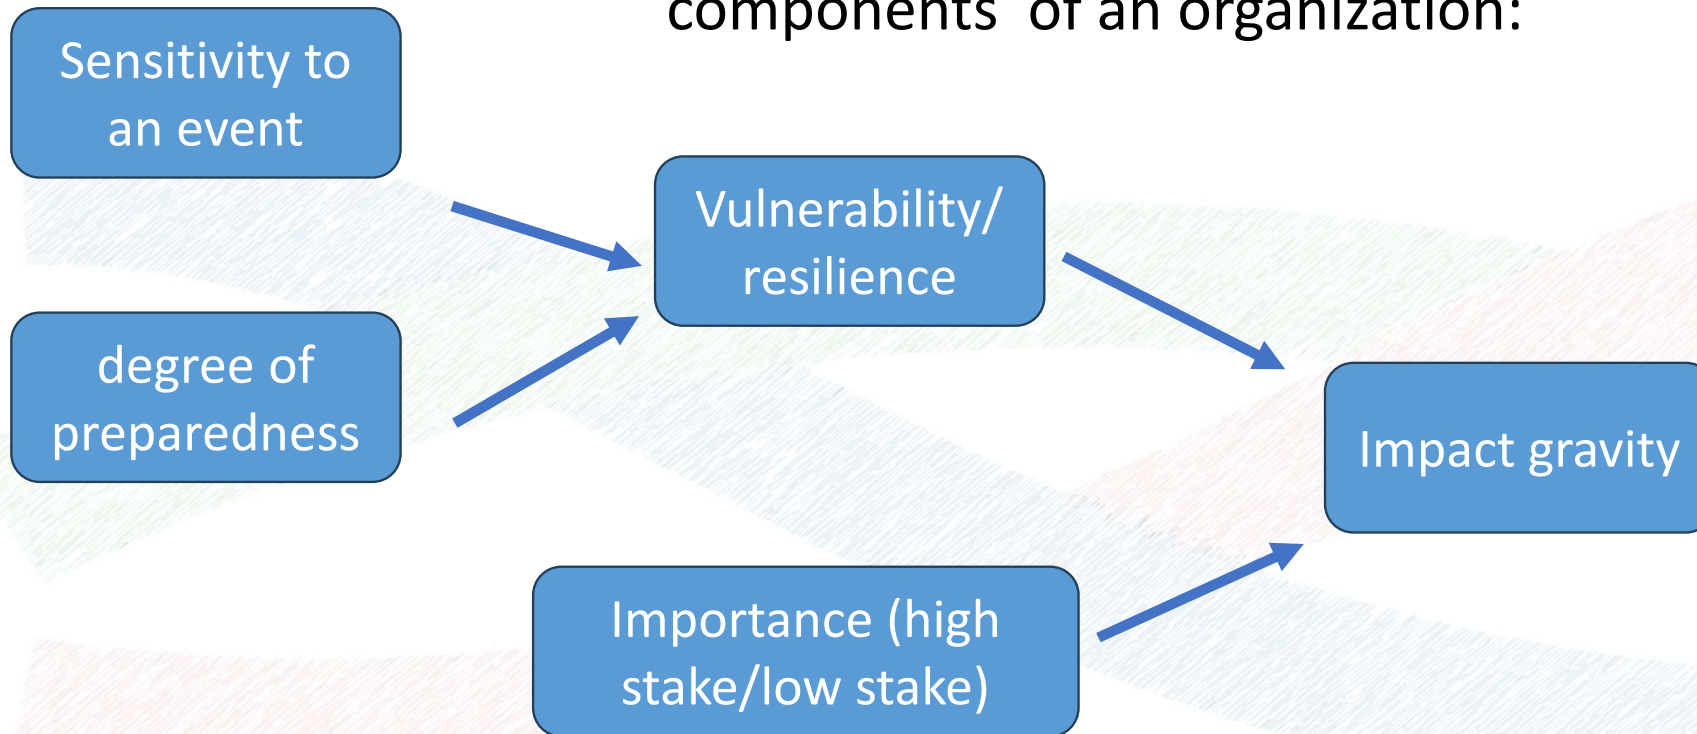 components  of an organization:
Sensitivity to
an event
Vulnerability/
resilience
degree of
preparedness
Impact gravity
Importance (high
stake/low stake)